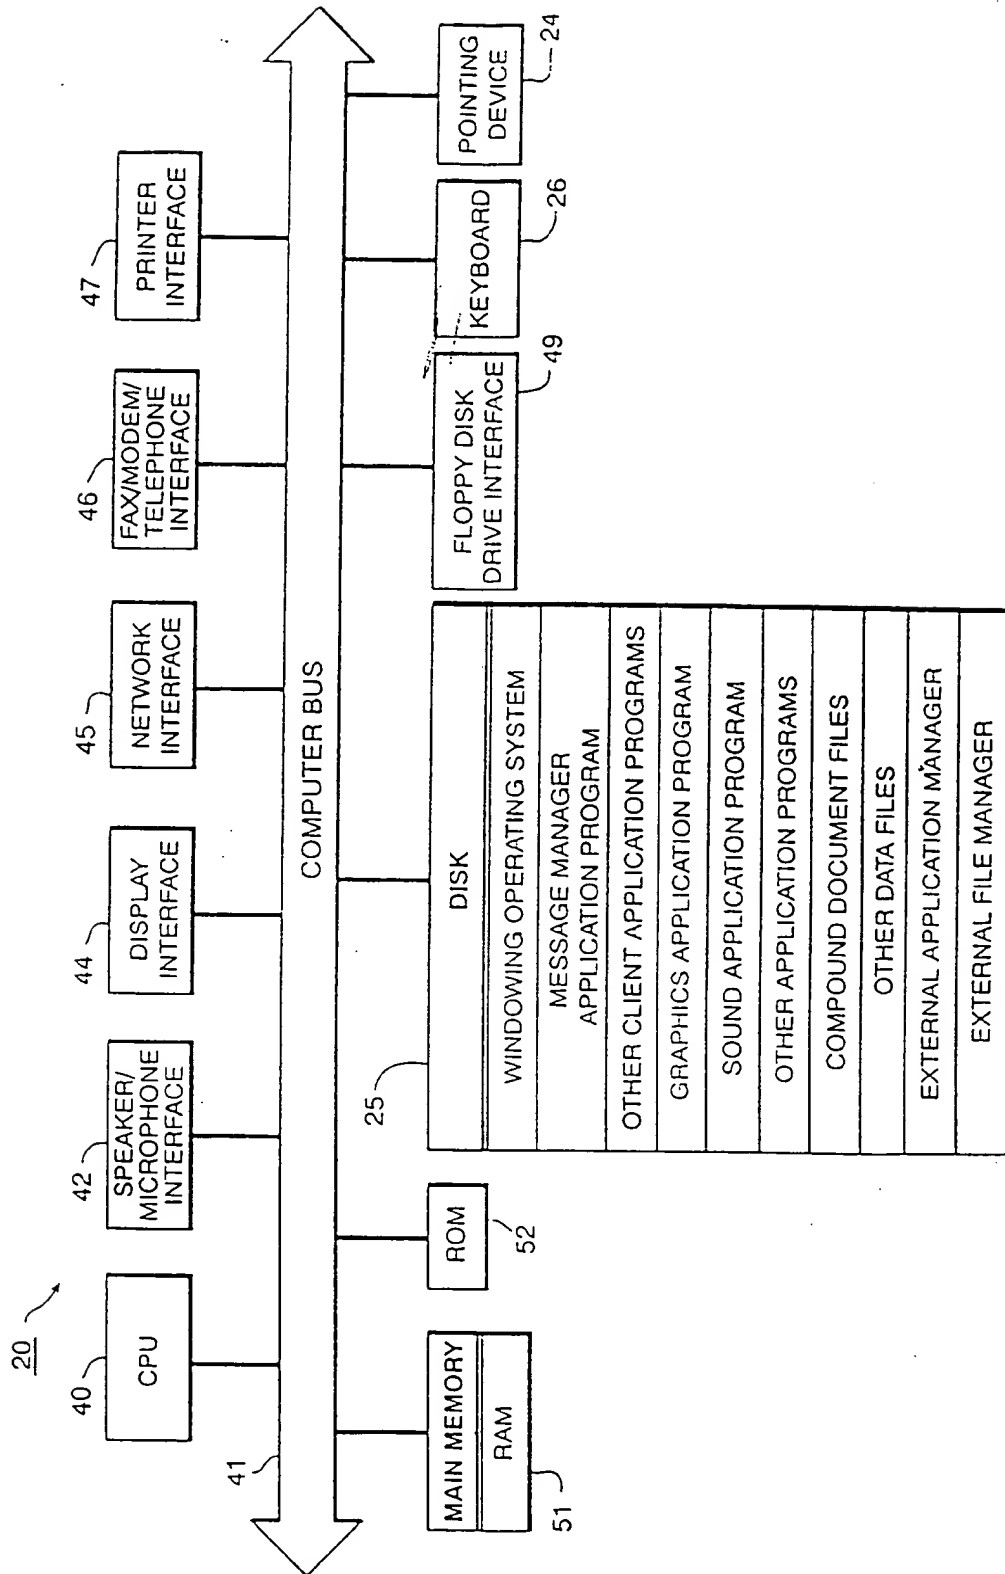 20
40
CPU
42
SPEAKER/
MICROPHONE
INTERFACE
44
DISPLAY
INTERFACE
45
NETWORK
INTERFACE
46
FAX/MODEM/
TELEPHONE
INTERFACE
47
PRINTER
INTERFACE
41
COMPUTER BUS
MAIN MEMORY
RAM
51
ROM
52
25
DISK
WINDOWING OPERATING SYSTEM
MESSAGE MANAGER
APPLICATION PROGRAM
OTHER CLIENT APPLICATION PROGRAMS
GRAPHICS APPLICATION PROGRAM
SOUND APPLICATION PROGRAM
OTHER APPLICATION PROGRAMS
COMPOUND DOCUMENT FILES
OTHER DATA FILES
EXTERNAL APPLICATION MANAGER
EXTERNAL FILE MANAGER
FLOPPY DISK
DRIVE INTERFACE
49
KEYBOARD
26
POINTING
DEVICE
24